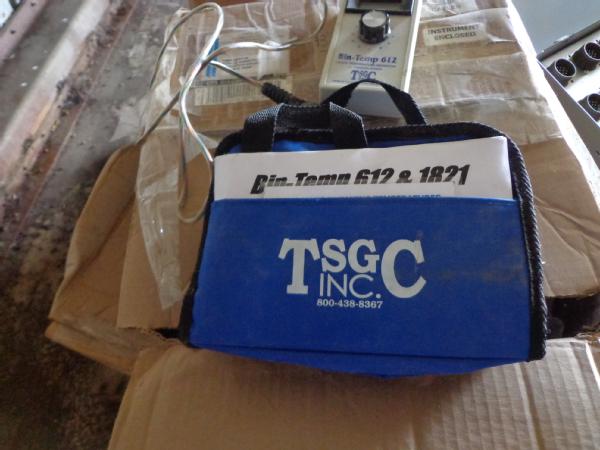 INSTRUMENT
ENCLOSED
Bin-Temp 612
TSGC
Bin-Temp 612 & 1821
TSGC
INC.
800-438-8367